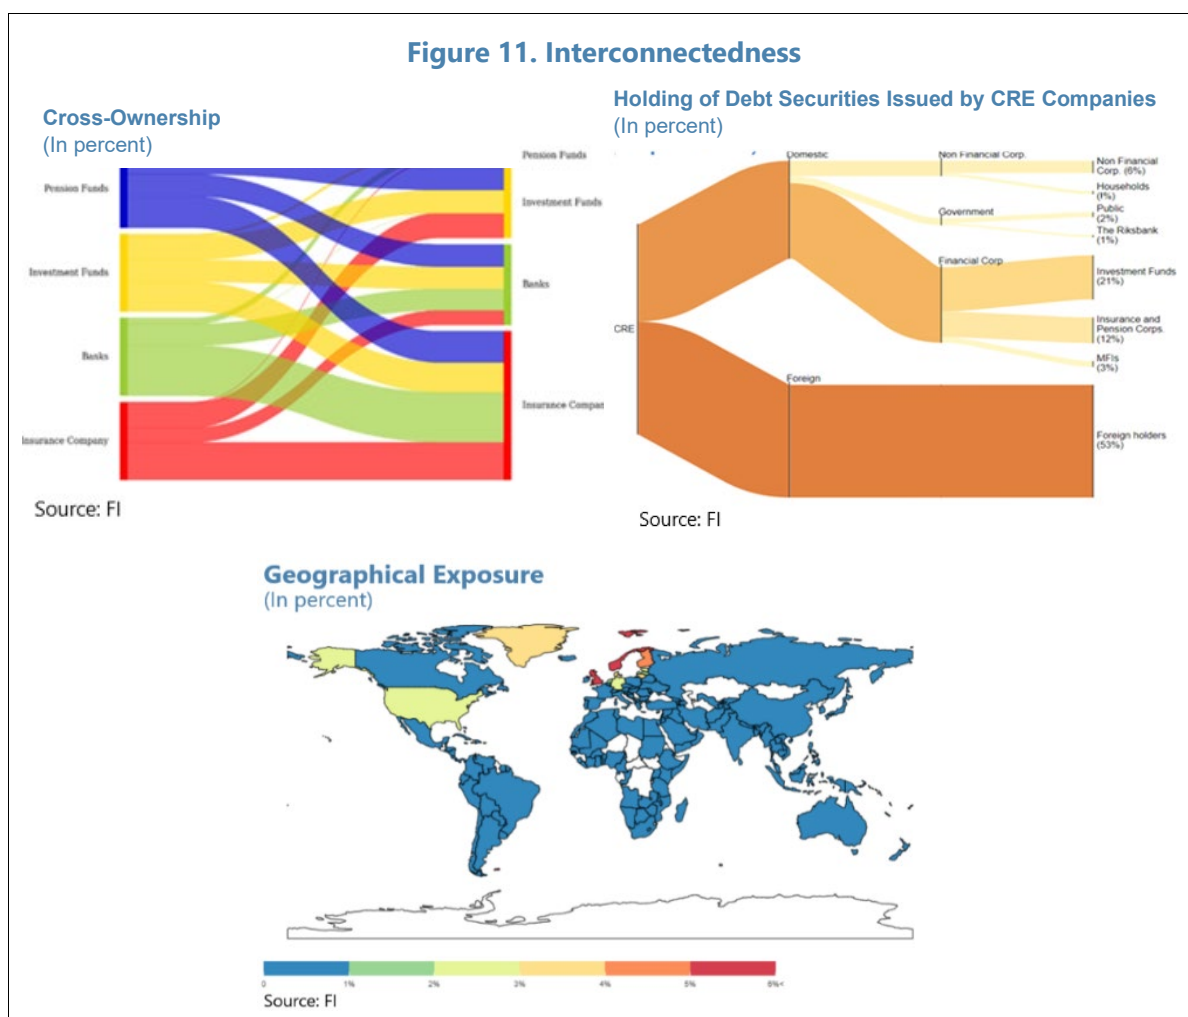 Figure 11. Interconnectedness
Cross-Ownership
(In percent)
Pension Funds
Investment Funds
Banks
Insurance Company
Pension Funds
Investment Funds
Banks
Insurance Compan
Source: FI
Holding of Debt Securities Issued by CRE Companies
(In percent)
CRE
Domestic
Foreign
Non Financial Corp.
Government
Financial Corp
Non Financial
Corp. (6%)
Households
(1%)
Public
(2%)
The Riksbank
(1%)
Investment Funds
(21%)
Insurance and
Pension Corps.
(12%)
MFIs
(3%)
Foreign holders
(53%)
Source: FI
Geographical Exposure
(In percent)
0
1%
2%
3%
4%
5%
6%<
Source: FI